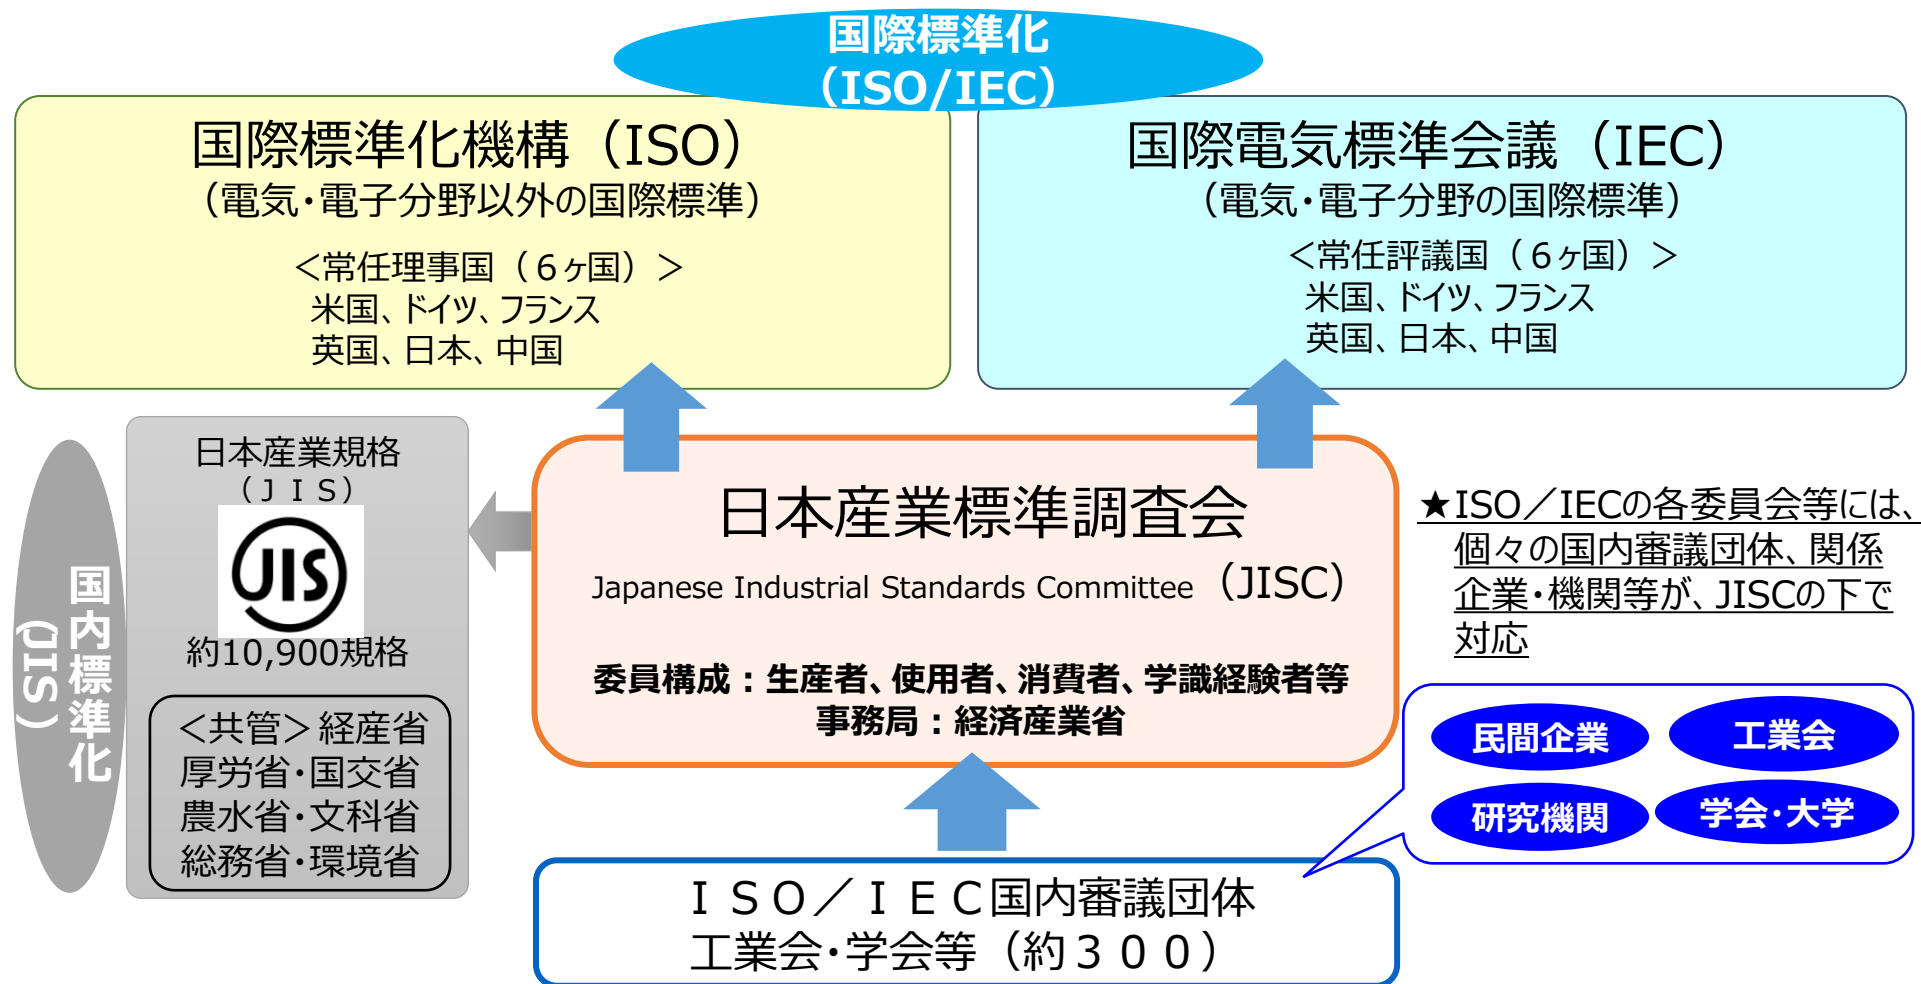 国際標準化
（ISO/IEC）
国際標準化機構（ISO）
（電気・電子分野以外の国際標準）
＜常任理事国（６ヶ国）＞
米国、ドイツ、フランス
英国、日本、中国
国際電気標準会議（IEC）
（電気・電子分野の国際標準）
＜常任評議国（６ヶ国）＞
米国、ドイツ、フランス
英国、日本、中国
国内標準化
（JIS）
日本産業規格
（ＪＩＳ）
JIS
約10,900規格
＜共管＞経産省
厚労省・国交省
農水省・文科省
総務省・環境省
日本産業標準調査会
Japanese Industrial Standards Committee（JISC）
委員構成：生産者、使用者、消費者、学識経験者等
事務局：経済産業省
★ISO／IECの各委員会等には、
個々の国内審議団体、関係
企業・機関等が、JISCの下で
対応
民間企業
工業会
研究機関
学会・大学
ＩＳＯ／ＩＥＣ国内審議団体
工業会・学会等（約３００）